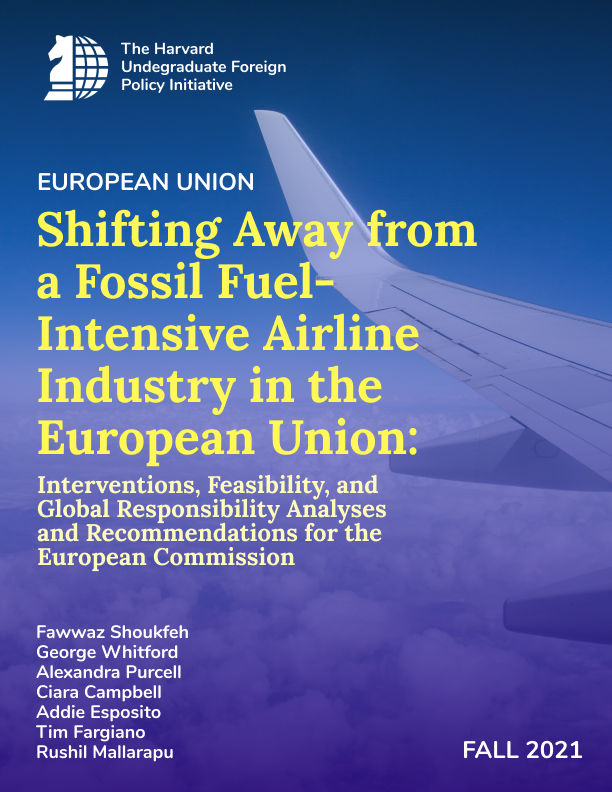 The Harvard
Undegraduate Foreign
Policy Initiative
EUROPEAN UNION
Shifting Away from
a Fossil Fuel-
Intensive Airline
Industry in the
European Union:
Interventions, Feasibility, and
Global Responsibility Analyses
and Recommendations for the
European Commission
Fawwaz Shoukfeh
George Whitford
Alexandra Purcell
Ciara Campbell
Addie Esposito
Tim Fargiano
Rushil Mallarapu
FALL 2021